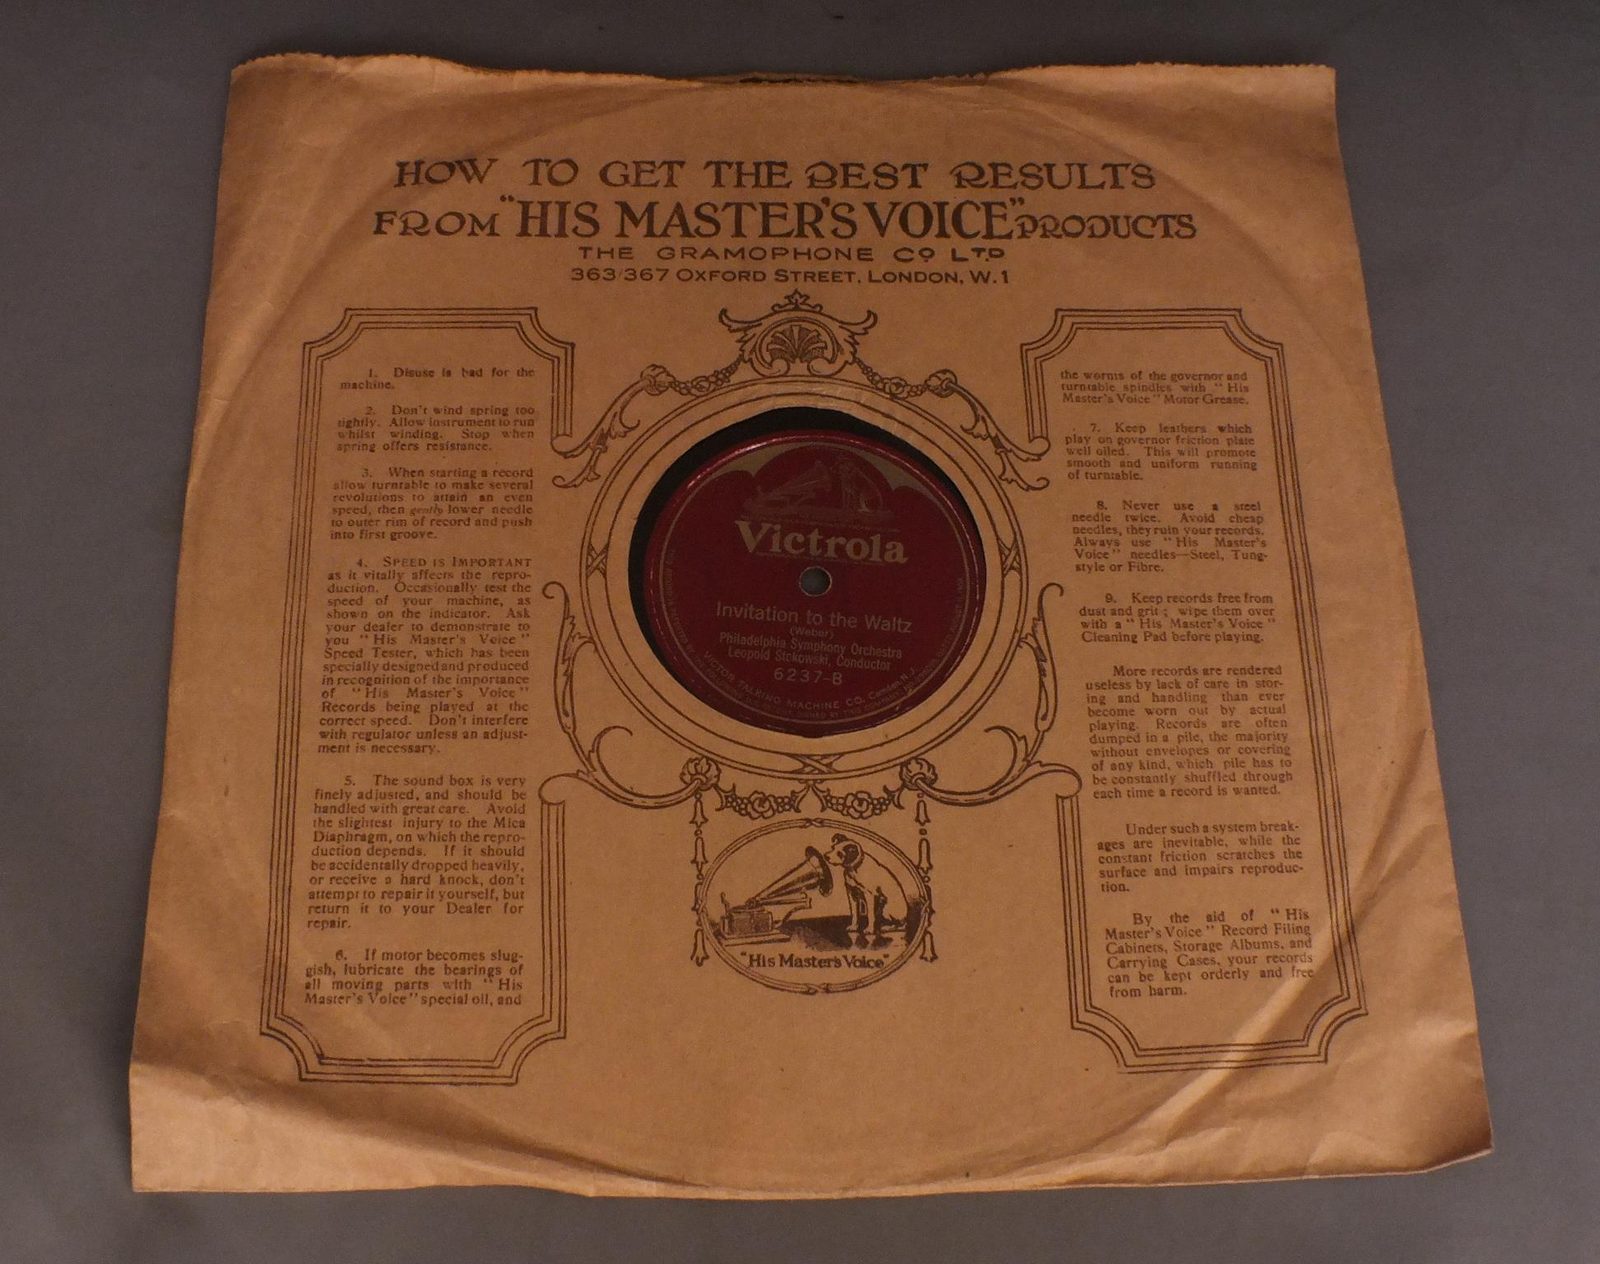 HOW TO GET THE BEST RESULTS
FROM "HIS MASTER'S VOICE" PRODUCTS
THE GRAMOPHONE Co LTD
363/367 OXFORD STREET, LONDON, W.1
1. Disuse is bad for the
machine.
2. Don't wind spring too
tightly. Allow instrument to run
whilst winding. Stop when
spring offers resistance.
3. When starting a record
allow turntable to make several
revolutions to attain an even
speed, then gently lower needle
to outer rim of record and push
into first groove.
4. SPEED IS IMPORTANT
as it vitally affects the repro-
duction. Occasionally test the
speed of your machine, as
shown on the indicator. Ask
your dealer to demonstrate to
you "His Master's Voice"
Speed Tester, which has been
specially designed and produced
in recognition of the importance
of "His Master's Voice"
Records being played at the
correct speed. Don't interfere
with regulator unless an adjust-
ment is necessary.
5. The sound box is very
finely adjusted, and should be
handled with great care. Avoid
the slightest injury to the Mica
Diaphragm, on which the repro-
duction depends. If it should
be accidentally dropped heavily,
or receive a hard knock, don't
attempt to repair it yourself, but
return it to your Dealer for
repair.
6. If motor becomes slug-
gish, lubricate the bearings of
all moving parts with "His
Master's Voice" special oil, and
the worms of the governor and
turntable spindles with "His
Master's Voice" Motor Grease.
7. Keep leathers which
play on governor friction plate
well oiled. This will promote
smooth and uniform running
of turntable.
8. Never use a steel
needle twice. Avoid cheap
needles, they ruin your records.
Always use "His Master's
Voice" needles—Steel, Tung-
style or Fibre.
9. Keep records free from
dust and grit; wipe them over
with a "His Master's Voice"
Cleaning Pad before playing.
More records are rendered
useless by lack of care in stor-
ing and handling than ever
become worn out by actual
playing. Records are often
dumped in a pile, the majority
without envelopes or covering
of any kind, which pile has to
be constantly shuffled through
each time a record is wanted.
Under such a system break-
ages are inevitable, while the
constant friction scratches the
surface and impairs reproduc-
tion.
By the aid of "His
Master's Voice" Record Filing
Cabinets, Storage Albums, and
Carrying Cases, your records
can be kept orderly and free
from harm.
Victrola
Invitation to the Waltz
(Weber)
Philadelphia Symphony Orchestra
Leopold Stokowski, Conductor
6237-B
VICTOR TALKING MACHINE CO. Camden, N.J.
"His Master's Voice"